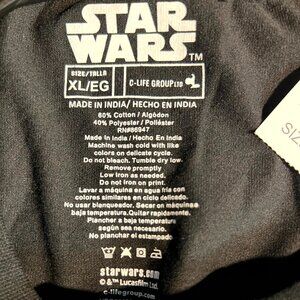 STAR
WARS™
SIZE/TALLA
XL/EG
C-LIFE GROUP LTD
MADE IN INDIA/ HECHO EN INDIA
60% Cotton / Algodón
40% Polyester / Poliéster
RN#86947
Made In India / Hecho En India
Machine wash cold with like
colors on delicate cycle.
Do not bleach. Tumble dry low.
Remove promptly
Low iron as needed.
Do not iron on print.
Lavar a máquina en agua fría con
colores similares en ciclo delicado.
No usar blanqueador. Secar en máquina
baja temperatura. Quitar rápidamente.
Planchar a baja temperatura
según sea necesario.
No planchar el estampado
starwars.com
© & ™ Lucasfilm Ltd.
c-lifegroup.com
SIZ